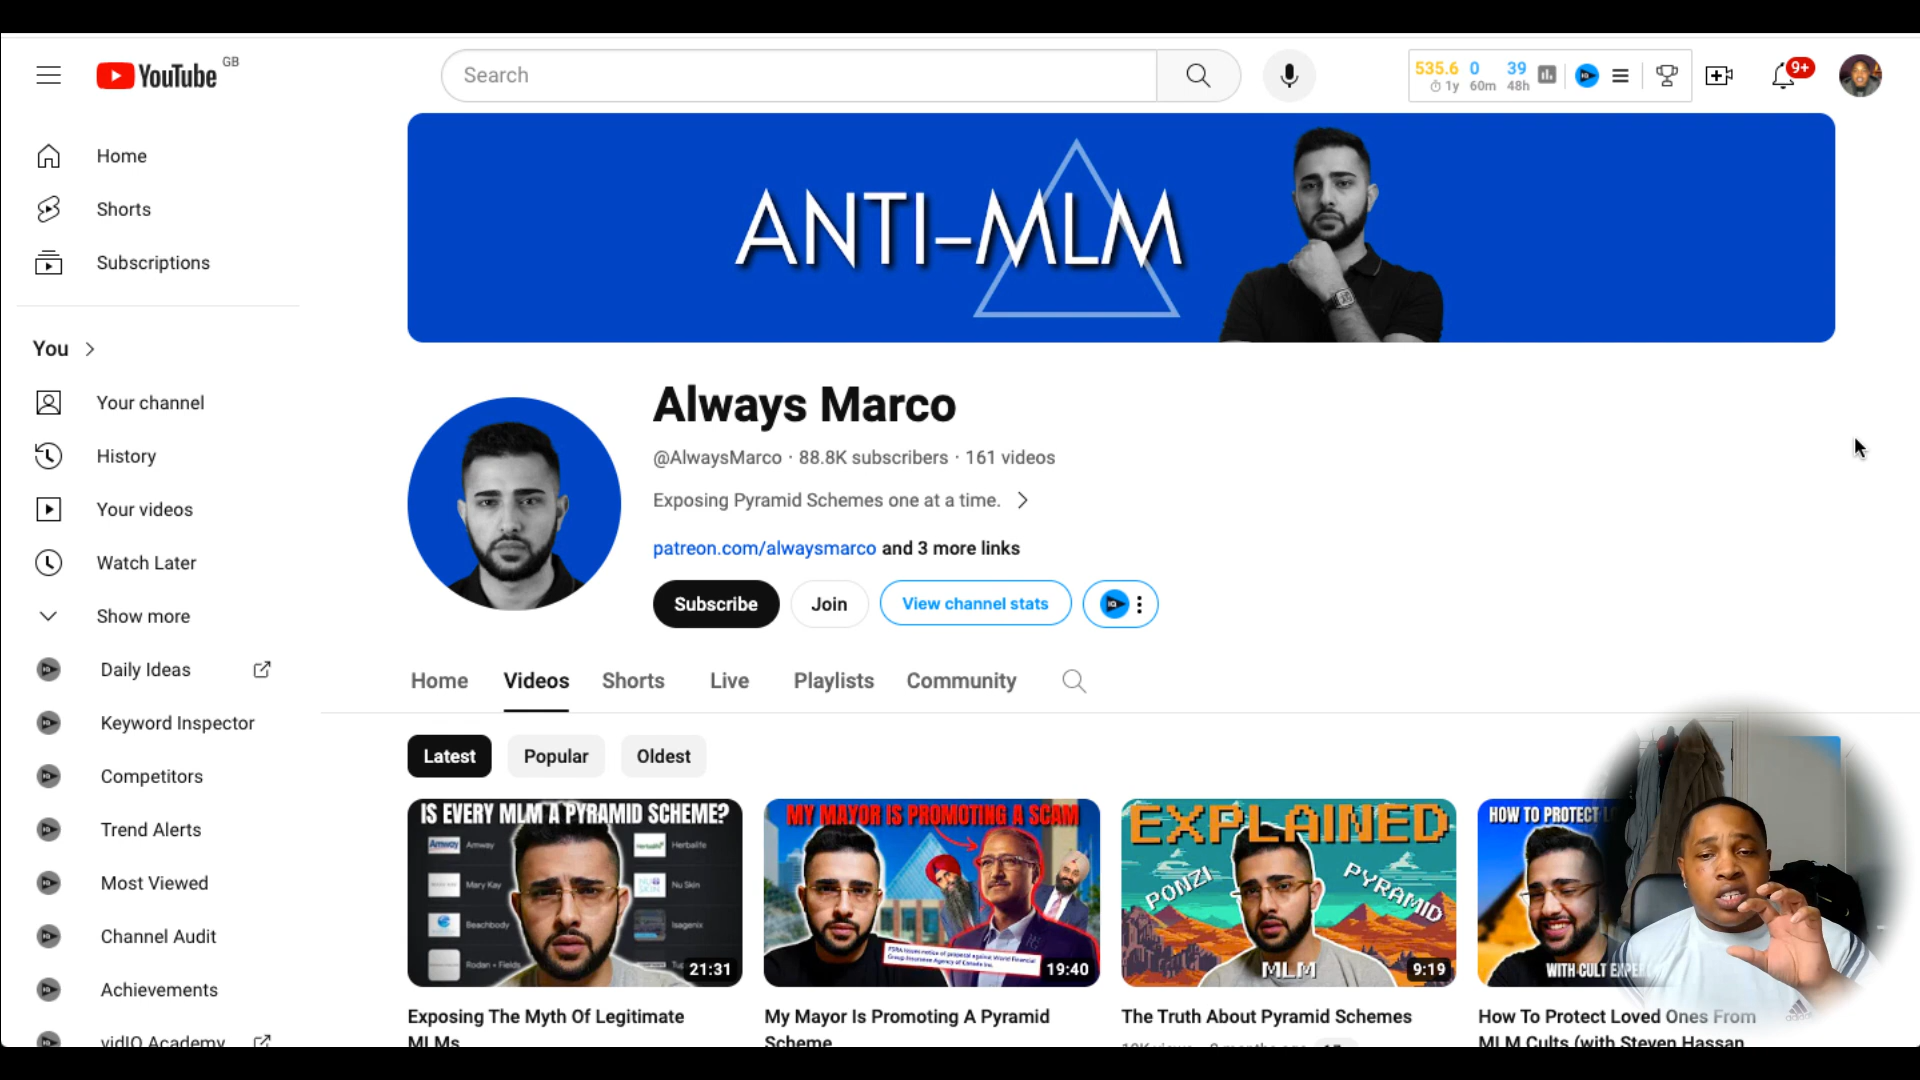 YouTube GB
Search
535.6 0 39
1y 60m 48h
9+
Home
Shorts
Subscriptions
You
Your channel
History
Your videos
Watch Later
Show more
Daily Ideas
Keyword Inspector
Competitors
Trend Alerts
Most Viewed
Channel Audit
Achievements
vidIQ Academy
ANTI-MLM
Always Marco
@AlwaysMarco · 88.8K subscribers · 161 videos
Exposing Pyramid Schemes one at a time.
patreon.com/alwaysmarco and 3 more links
Subscribe
Join
View channel stats
Home
Videos
Shorts
Live
Playlists
Community
Latest
Popular
Oldest
IS EVERY MLM A PYRAMID SCHEME?
Amway Amway
Herbalife
Mary Kay
Nu Skin
Beachbody
Isagenix
Rodan + Fields
21:31
Exposing The Myth Of Legitimate
MLMs
MY MAYOR IS PROMOTING A SCAM
19:40
My Mayor Is Promoting A Pyramid
Scheme
EXPLAINED
PONZI
PYRAMID
MLM
9:19
The Truth About Pyramid Schemes
HOW TO PROTECT
WITH CULT
How To Protect Loved Ones From
MLM Cults (with Steven Hassan
adidas